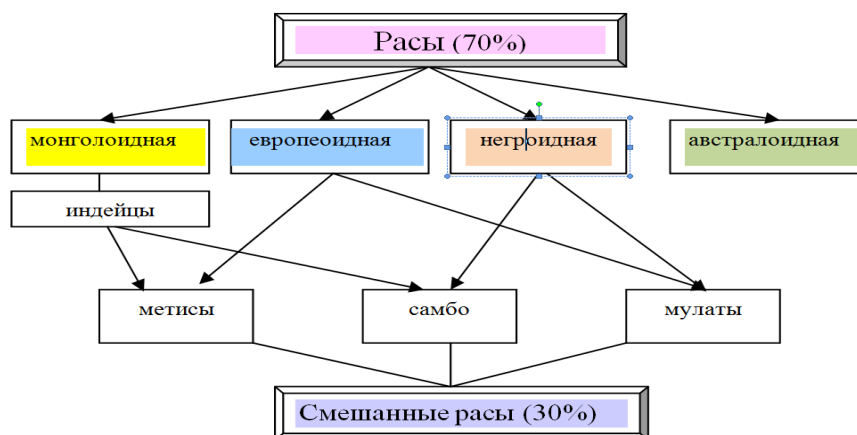 Расы (70%)
монголоидная
европеоидная
негроидная
австралоидная
индейцы
метисы
самбо
мулаты
Смешанные расы (30%)